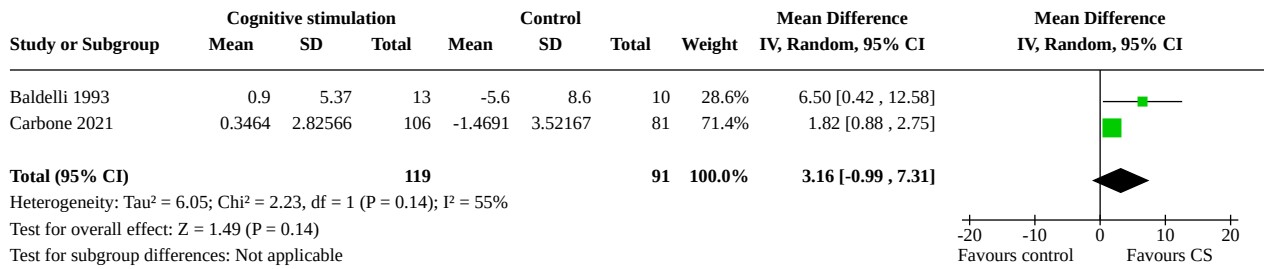 Cognitive stimulation Control Mean Difference Mean Difference
Study or Subgroup Mean SD Total Mean SD Total Weight IV, Random, 95% CI IV, Random, 95% CI
Baldelli 1993 0.9 5.37 13 -5.6 8.6 10 28.6% 6.50 [0.42 , 12.58]
Carbone 2021 0.3464 2.82566 106 -1.4691 3.52167 81 71.4% 1.82 [0.88 , 2.75]
Total (95% CI) 119 91 100.0% 3.16 [-0.99 , 7.31]
Heterogeneity: Tau² = 6.05; Chi² = 2.23, df = 1 (P = 0.14); I² = 55%
Test for overall effect: Z = 1.49 (P = 0.14)
-20 -10 0 10 20
Test for subgroup differences: Not applicable Favours control Favours CS